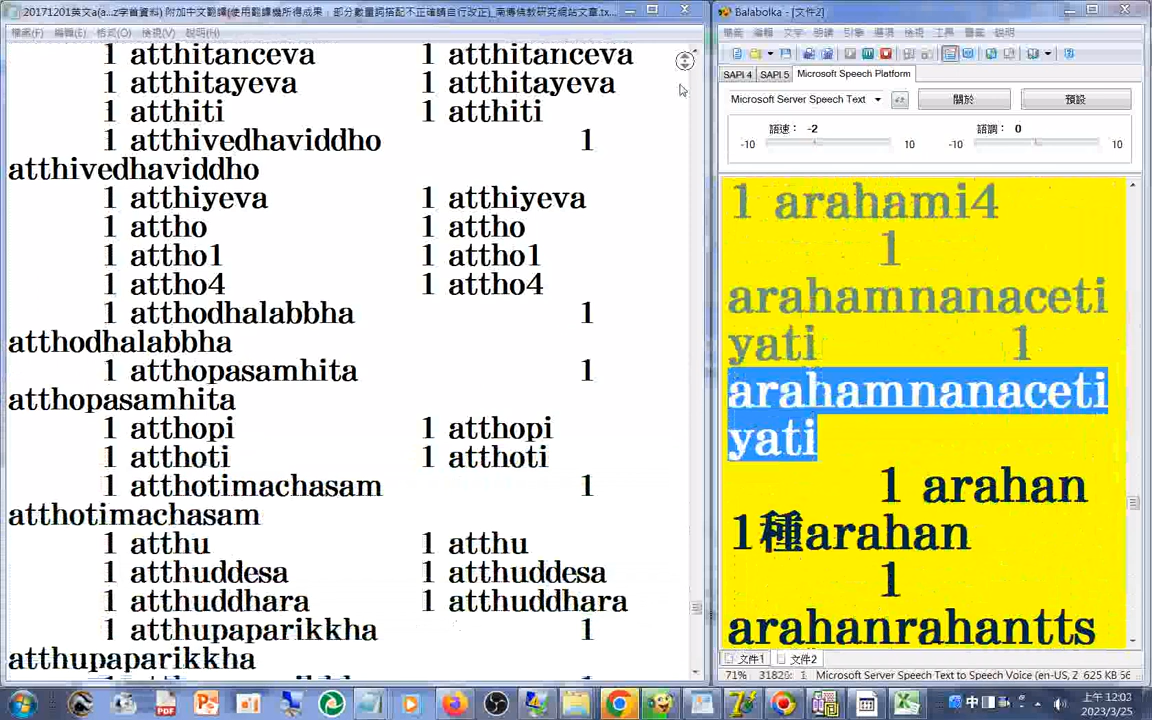 20171201英文a(a...z字首資料) 附加中文翻譯(使用翻譯機所得成果﹐部分數量詞搭配不正確請自行改正)_南傳佛教研究網站文章.tx...
檔案(F) 編輯(E) 格式(O) 檢視(V) 說明(H)
1 atthitanceva 1 atthitanceva
1 atthitayeva 1 atthitayeva
1 atthiti 1 atthiti
1 atthivedhaviddho 1
atthivedhaviddho
1 atthiyeva 1 atthiyeva
1 attho 1 attho
1 attho1 1 attho1
1 attho4 1 attho4
1 atthodhalabbha 1
atthodhalabbha
1 atthopasamhita 1
atthopasamhita
1 atthopi 1 atthopi
1 atthoti 1 atthoti
1 atthotimachasam 1
atthotimachasam
1 atthu 1 atthu
1 atthuddesa 1 atthuddesa
1 atthuddhara 1 atthuddhara
1 atthupaparikkha 1
atthupaparikkha
Balabolka - [文件2]
檔案 編輯 文字 朗讀 引擎 選項 檢視 工具 視窗 說明
SAPI 4 SAPI 5 Microsoft Speech Platform
Microsoft Server Speech Text 關於 預設
語速： -2 語調： 0
-10 10 -10 10
1 arahami4
1
arahamnanaceti
yati 1
arahamnanaceti
yati
1 arahan
1種arahan
1
arahanrahantts
文件1 文件2
71% Microsoft Server Speech Text to Speech Voice (en-US, Z 625 KB
中
上午 12:03
2023/3/25